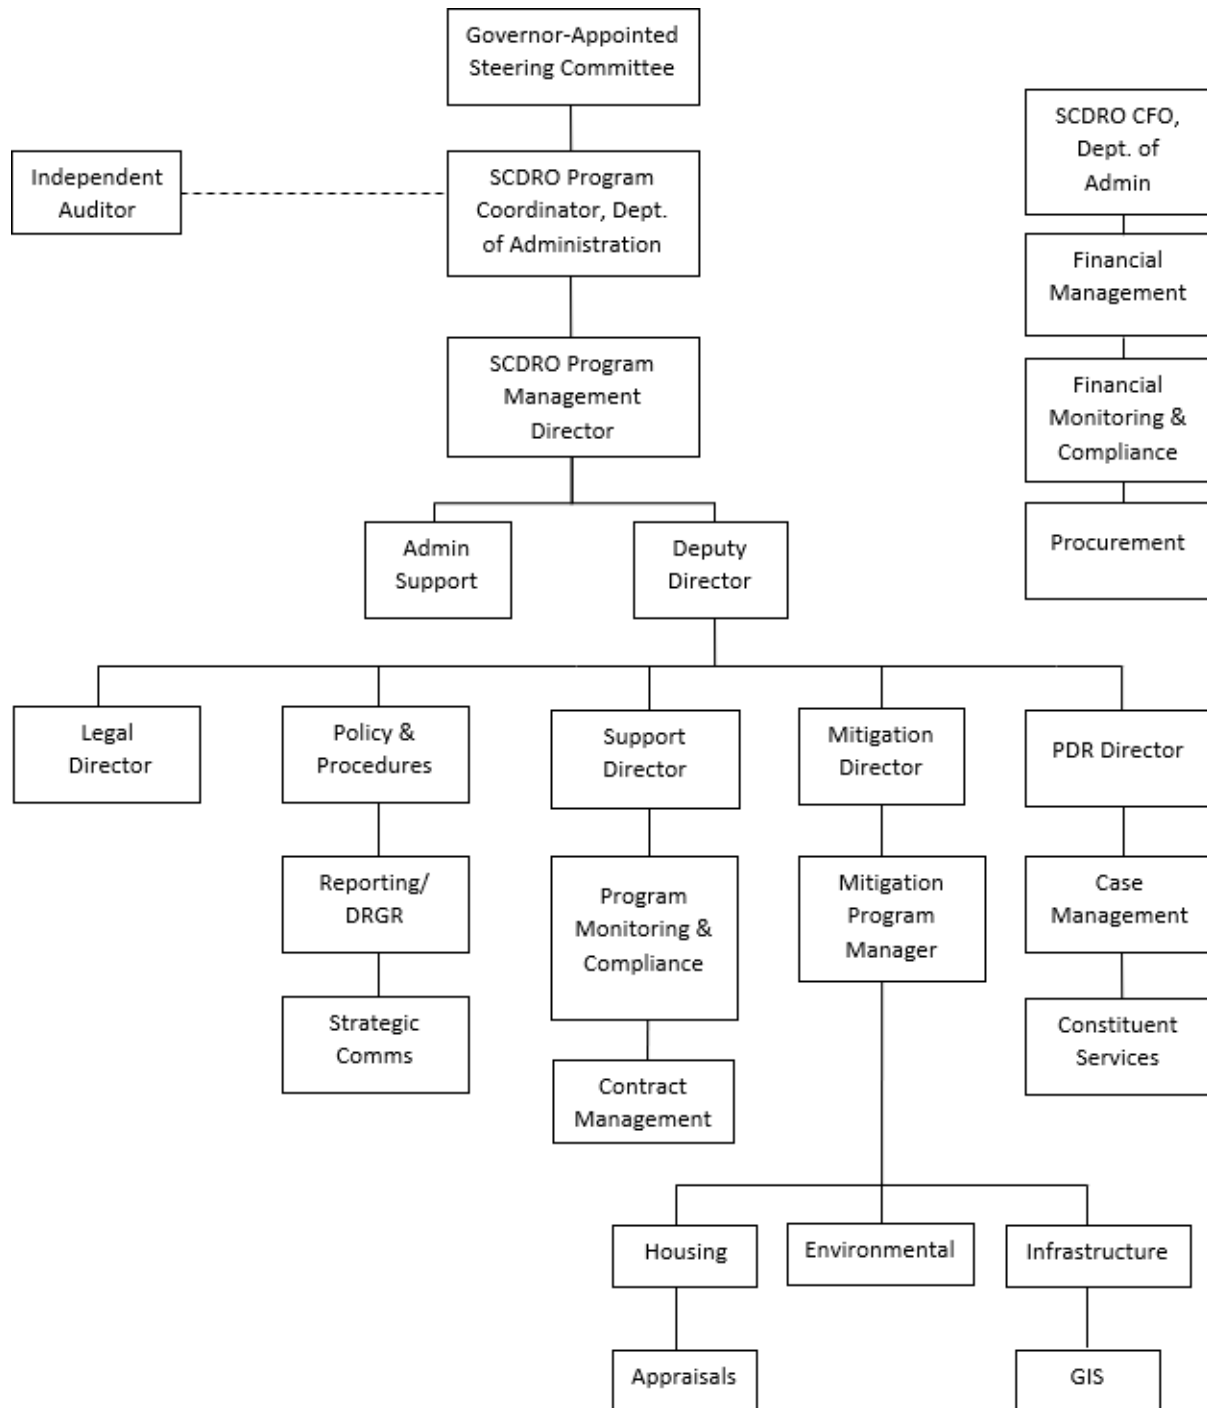 Governor-Appointed
Steering Committee
SCDRO CFO,
Dept. of
Admin
Independent
Auditor
SCDRO Program
Coordinator, Dept.
of Administration
Financial
Management
SCDRO Program
Management
Director
Financial
Monitoring &
Compliance
Admin
Support
Deputy
Director
Procurement
Legal
Director
Policy &
Procedures
Support
Director
Mitigation
Director
PDR Director
Reporting/
DRGR
Program
Monitoring &
Compliance
Mitigation
Program
Manager
Case
Management
Strategic
Comms
Contract
Management
Constituent
Services
Housing
Environmental
Infrastructure
Appraisals
GIS